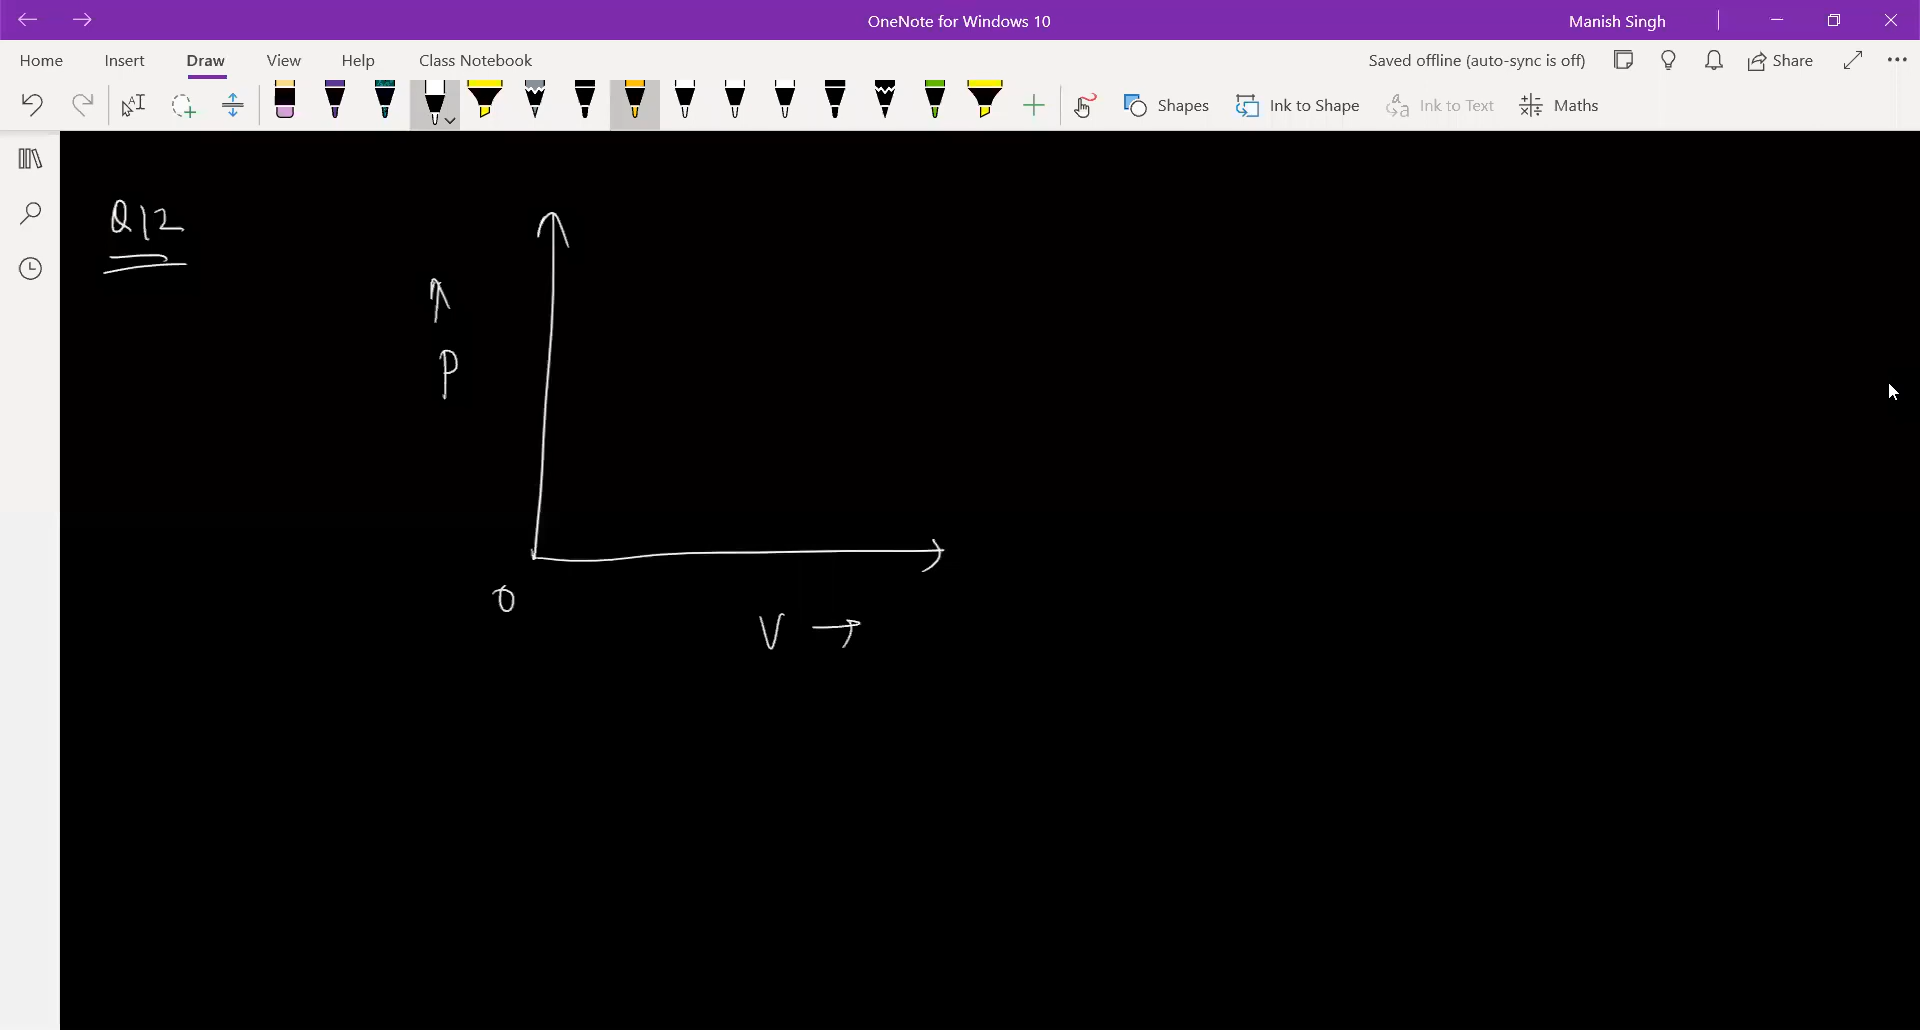 OneNote for Windows 10
Manish Singh
Home Insert Draw View Help Class Notebook
Saved offline (auto-sync is off) Share
Shapes Ink to Shape Ink to Text Maths
Q12
P
0
V →